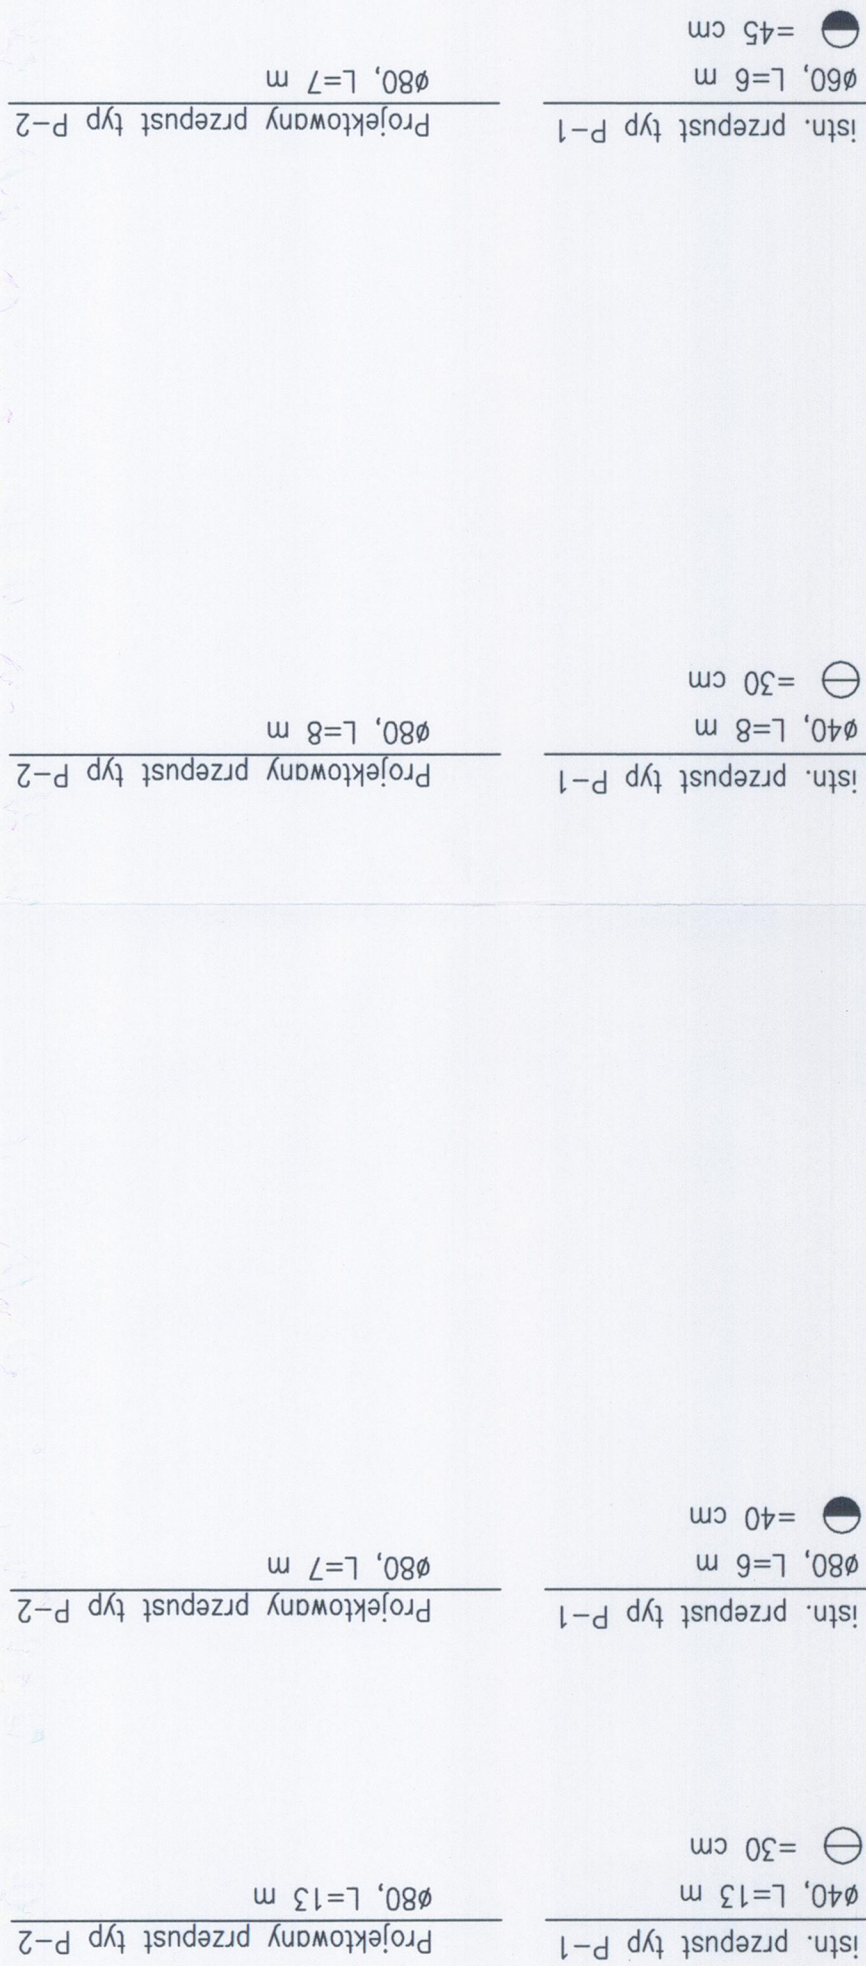 istn. przepust typ P-1
ø40, L=13 m
=30 cm
Projektowany przepust typ P-2
ø80, L=13 m
istn. przepust typ P-1
ø80, L=6 m
=40 cm
Projektowany przepust typ P-2
ø80, L=7 m
istn. przepust typ P-1
ø40, L=8 m
=30 cm
Projektowany przepust typ P-2
ø80, L=8 m
istn. przepust typ P-1
ø60, L=6 m
=45 cm
Projektowany przepust typ P-2
ø80, L=7 m